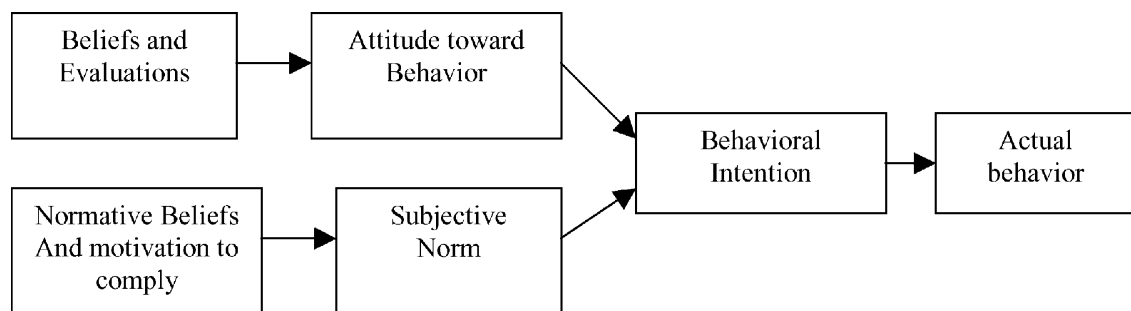 Beliefs and
Evaluations
Attitude toward
Behavior
Behavioral
Intention
Actual
behavior
Normative Beliefs
And motivation to
comply
Subjective
Norm